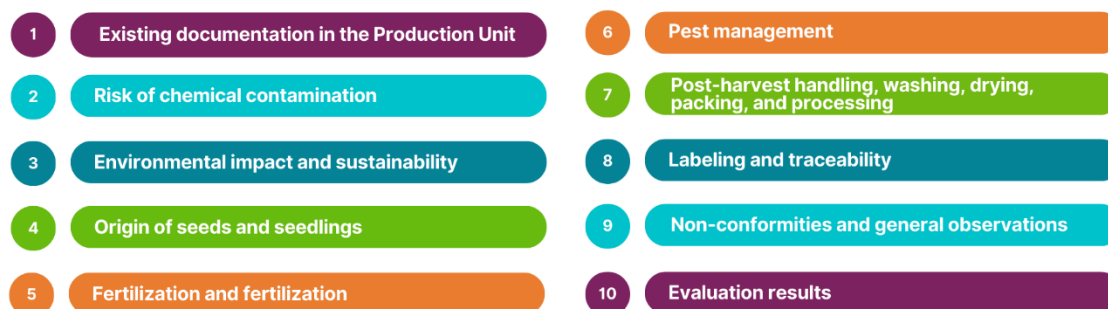 1
Existing documentation in the Production Unit
2
Risk of chemical contamination
3
Environmental impact and sustainability
4
Origin of seeds and seedlings
5
Fertilization and fertilization
6
Pest management
7
Post-harvest handling, washing, drying,
packing, and processing
8
Labeling and traceability
9
Non-conformities and general observations
10
Evaluation results